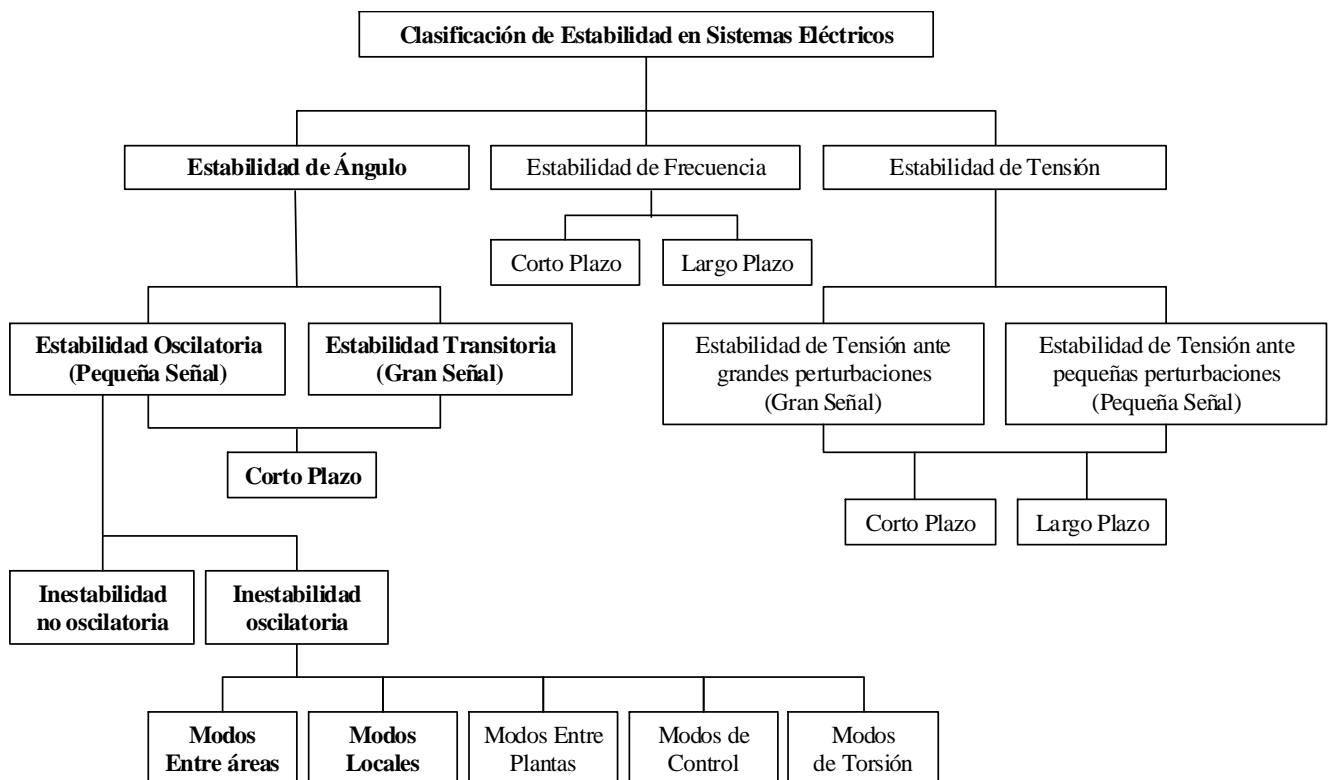 Clasificación de Estabilidad en Sistemas Eléctricos
Estabilidad de Ángulo
Estabilidad de Frecuencia
Estabilidad de Tensión
Corto Plazo
Largo Plazo
Estabilidad Oscilatoria
(Pequeña Señal)
Estabilidad Transitoria
(Gran Señal)
Estabilidad de Tensión ante
grandes perturbaciones
(Gran Señal)
Estabilidad de Tensión ante
pequeñas perturbaciones
(Pequeña Señal)
Corto Plazo
Corto Plazo
Largo Plazo
Inestabilidad
no oscilatoria
Inestabilidad
oscilatoria
Modos
Entre áreas
Modos
Locales
Modos Entre
Plantas
Modos de
Control
Modos
de Torsión